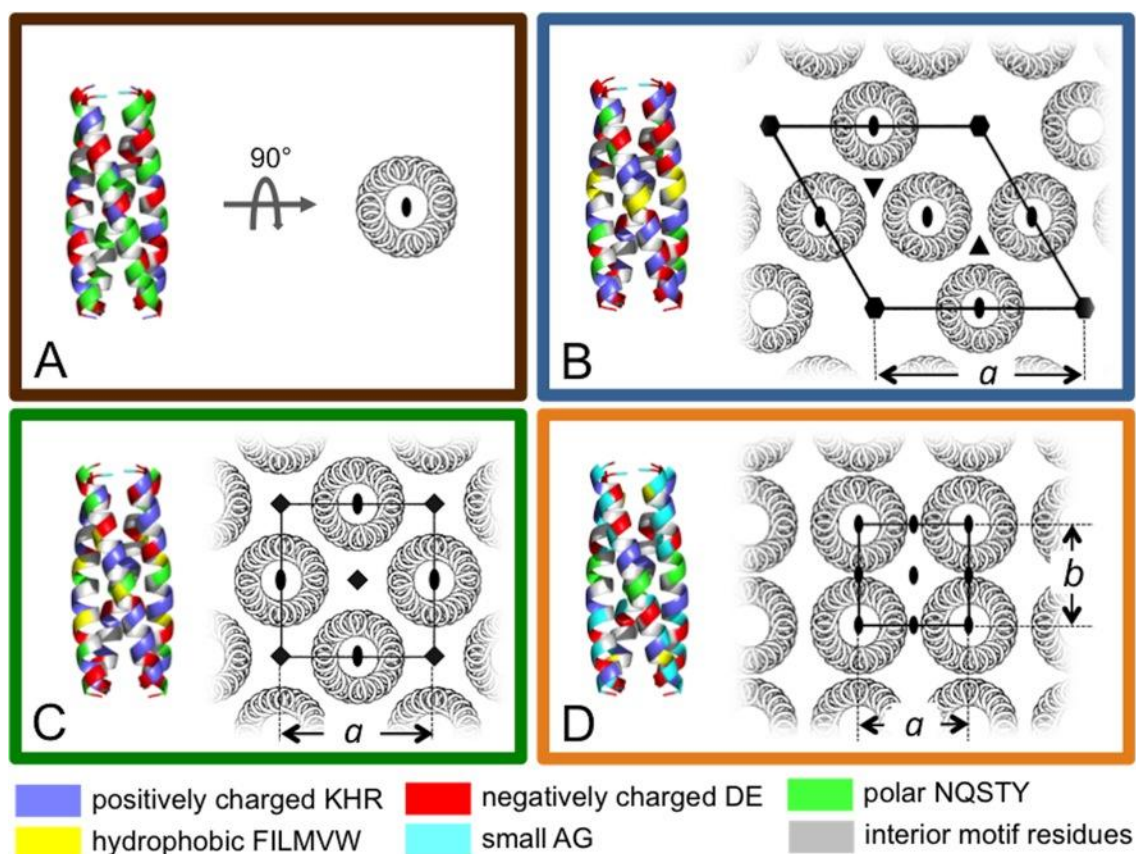 90°
A
a
B
a
C
b
a
D
positively charged KHR
negatively charged DE
polar NQSTY
hydrophobic FILMVW
small AG
interior motif residues